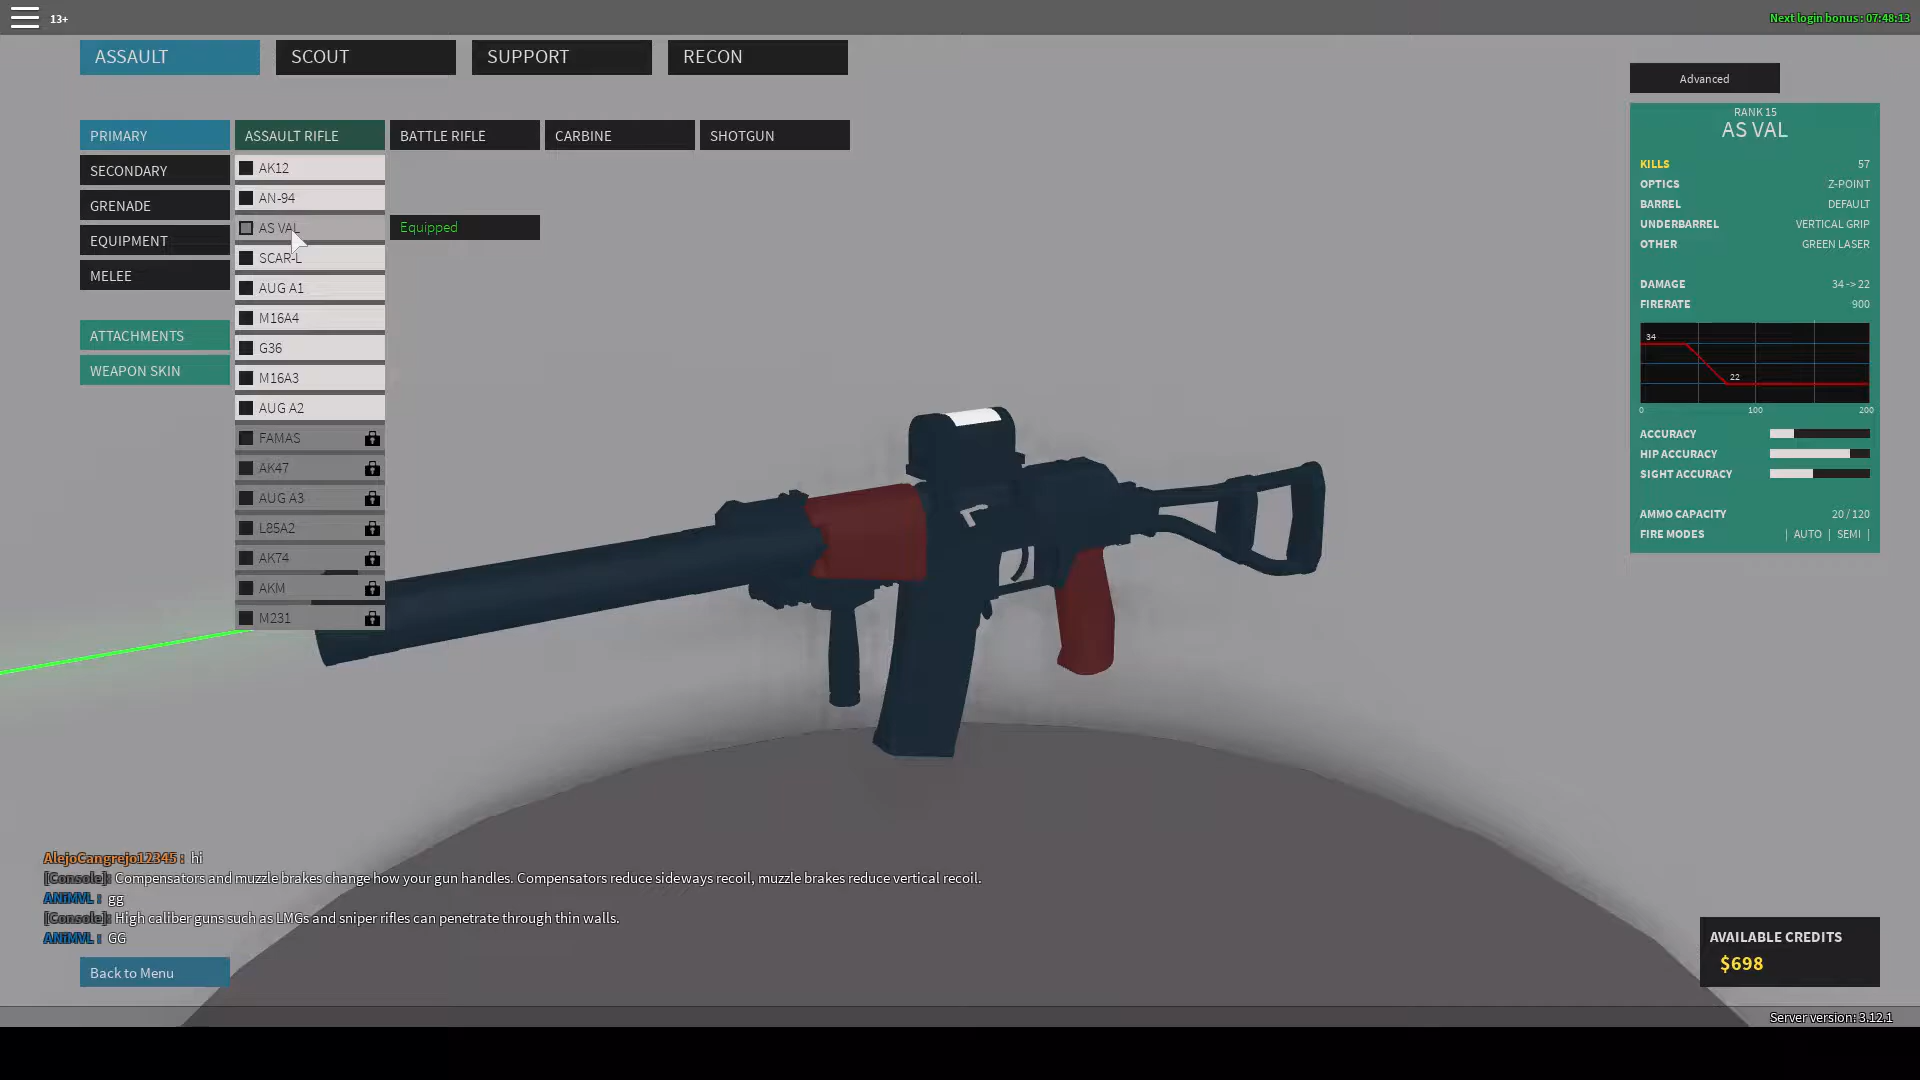 13+
Next login bonus : 07:48:13
ASSAULT SCOUT SUPPORT RECON
Advanced
PRIMARY
SECONDARY
GRENADE
EQUIPMENT
MELEE
ATTACHMENTS
WEAPON SKIN
ASSAULT RIFLE BATTLE RIFLE CARBINE SHOTGUN
AK12
AN-94
AS VAL Equipped
SCAR-L
AUG A1
M16A4
G36
M16A3
AUG A2
FAMAS
AK47
AUG A3
L85A2
AK74
AKM
M231
RANK 15
AS VAL
KILLS 57
OPTICS Z-POINT
BARREL DEFAULT
UNDERBARREL VERTICAL GRIP
OTHER GREEN LASER
DAMAGE 34 -> 22
FIRERATE 900
34
22
0 100 200
ACCURACY
HIP ACCURACY
SIGHT ACCURACY
AMMO CAPACITY 20 / 120
FIRE MODES | AUTO | SEMI |
AlejoCangrejo12345 : hi
[Console]: Compensators and muzzle brakes change how your gun handles. Compensators reduce sideways recoil, muzzle brakes reduce vertical recoil.
ANiMVL : gg
[Console]: High caliber guns such as LMGs and sniper rifles can penetrate through thin walls.
ANiMVL : GG
Back to Menu
AVAILABLE CREDITS
$698
Server version: 3.12.1